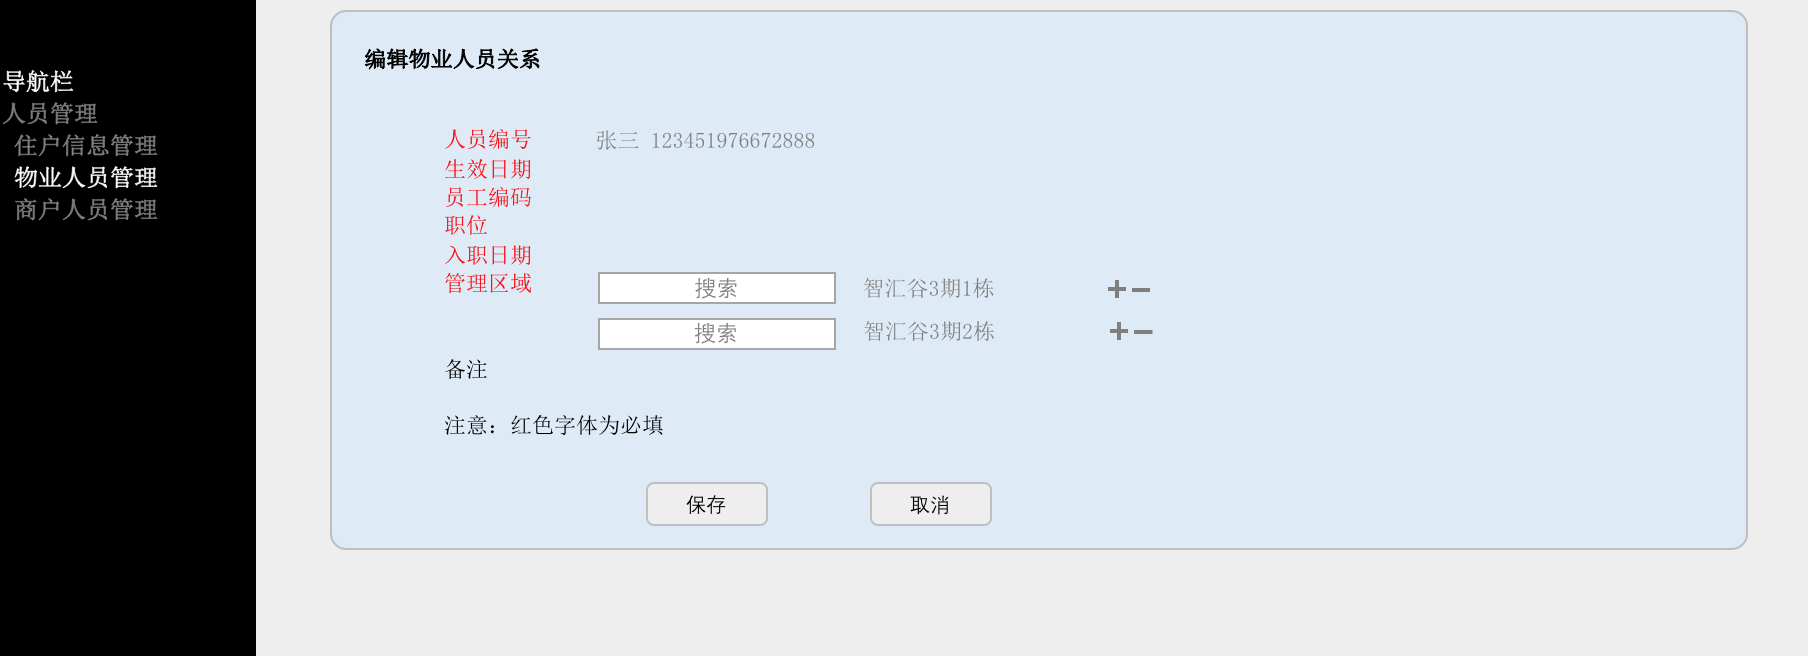 导航栏
人员管理
住户信息管理
物业人员管理
商户人员管理
编辑物业人员关系
人员编号 张三 123451976672888
生效日期
员工编码
职位
入职日期
管理区域 搜索 智汇谷3期1栋 + −
搜索 智汇谷3期2栋 + −
备注
注意：红色字体为必填
保存 取消